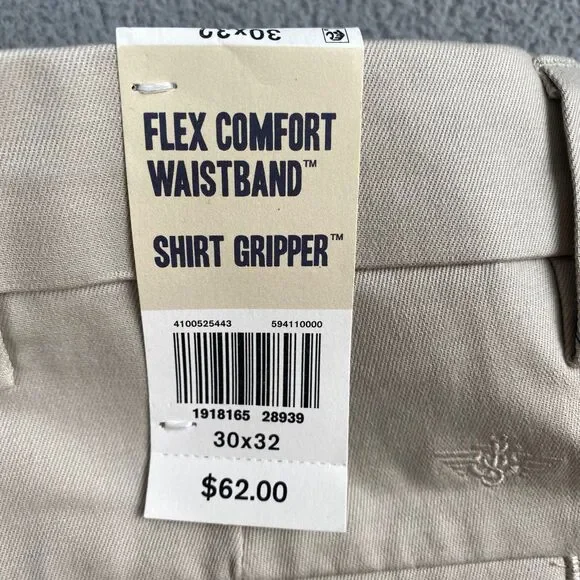 30x32
FLEX COMFORT
WAISTBAND™
SHIRT GRIPPER™
4100525443 594110000
1918165 28939
30x32
$62.00